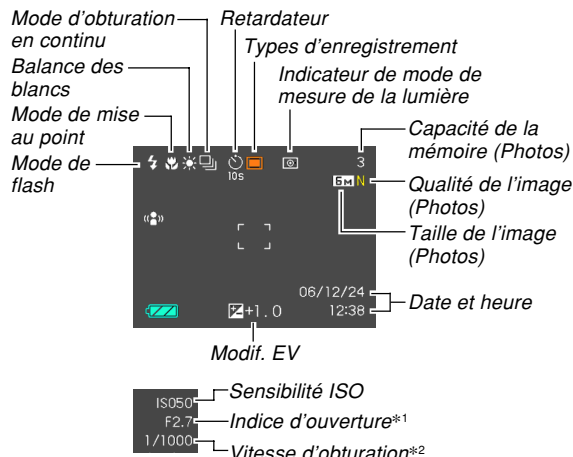 Mode d'obturation
en continu
Retardateur
Types d'enregistrement
Balance des
blancs
Indicateur de mode de
mesure de la lumière
Mode de mise
au point
Mode de
flash
Capacité de la
mémoire (Photos)
Qualité de l'image
(Photos)
Taille de l'image
(Photos)
Date et heure
10s
3
6M N
06/12/24
12:38
+1.0
Modif. EV
IS050
F2.7
1/1000
Sensibilité ISO
Indice d'ouverture*1
Vitesse d'obturation*2